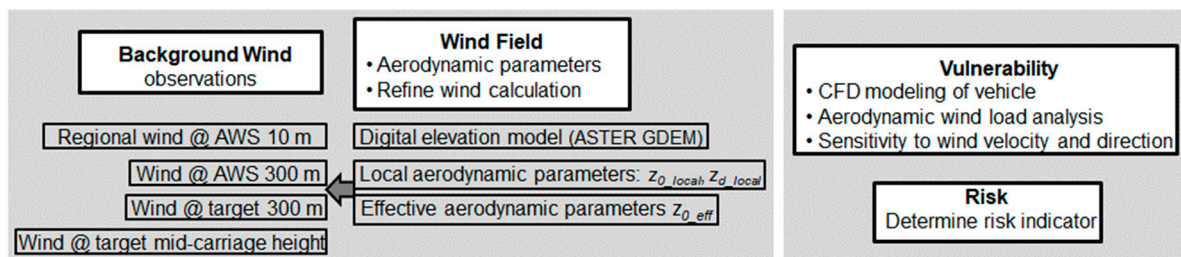 Background Wind
observations
Regional wind @ AWS 10 m
Wind @ AWS 300 m
Wind @ target 300 m
Wind @ target mid-carriage height
Wind Field
• Aerodynamic parameters
• Refine wind calculation
Digital elevation model (ASTER GDEM)
Local aerodynamic parameters: z0_local, zd_local
Effective aerodynamic parameters z0_eff
Vulnerability
• CFD modeling of vehicle
• Aerodynamic wind load analysis
• Sensitivity to wind velocity and direction
Risk
Determine risk indicator